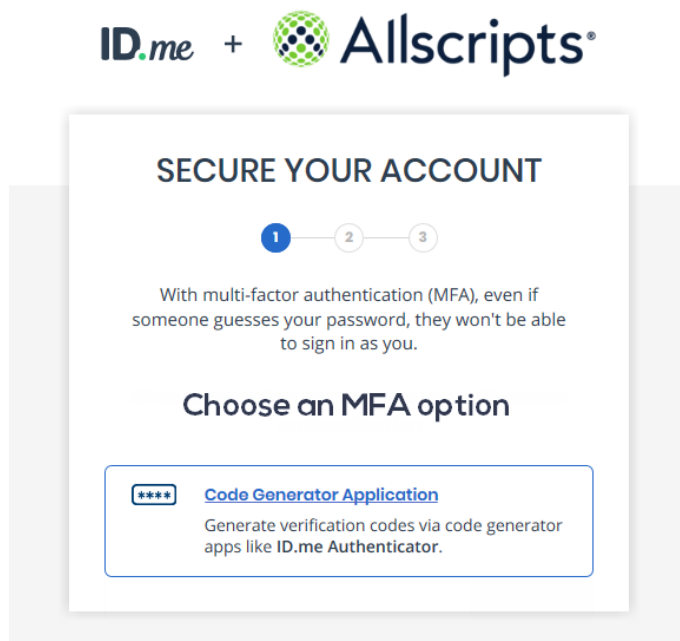 ID.me + Allscripts®
SECURE YOUR ACCOUNT
1 2 3
With multi-factor authentication (MFA), even if
someone guesses your password, they won't be able
to sign in as you.
Choose an MFA option
**** Code Generator Application
Generate verification codes via code generator
apps like ID.me Authenticator.